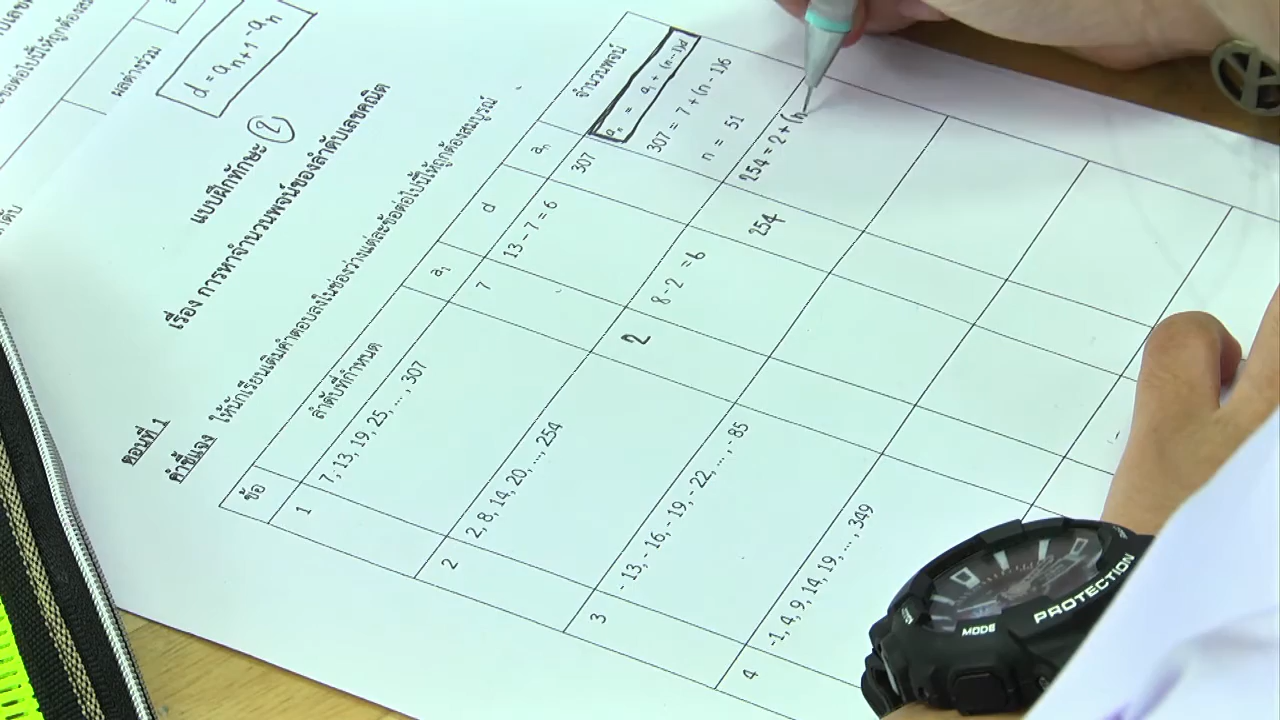 ผลต่างร่วม
d = aₙ₊₁ - aₙ
แบบฝึกทักษะ 2
เรื่อง การหาจำนวนพจน์ของลำดับเลขคณิต
ตอนที่ 1
คำชี้แจง ให้นักเรียนเติมคำตอบลงในช่องว่างแต่ละข้อต่อไปนี้ให้ถูกต้องสมบูรณ์
ข้อ ลำดับที่กำหนด a₁ d aₙ จำนวนพจน์
aₙ = a₁ + (n-1)d
1 7, 13, 19, 25, ..., 307 7 13 - 7 = 6 307 307 = 7 + (n - 1)6
n = 51
2 2, 8, 14, 20, ..., 254 2 8 - 2 = 6 254 254 = 2 + (n-
3 - 13, - 16, - 19, - 22, ..., - 85
4 -1, 4, 9, 14, 19, ..., 349
MODE
PROTECTION